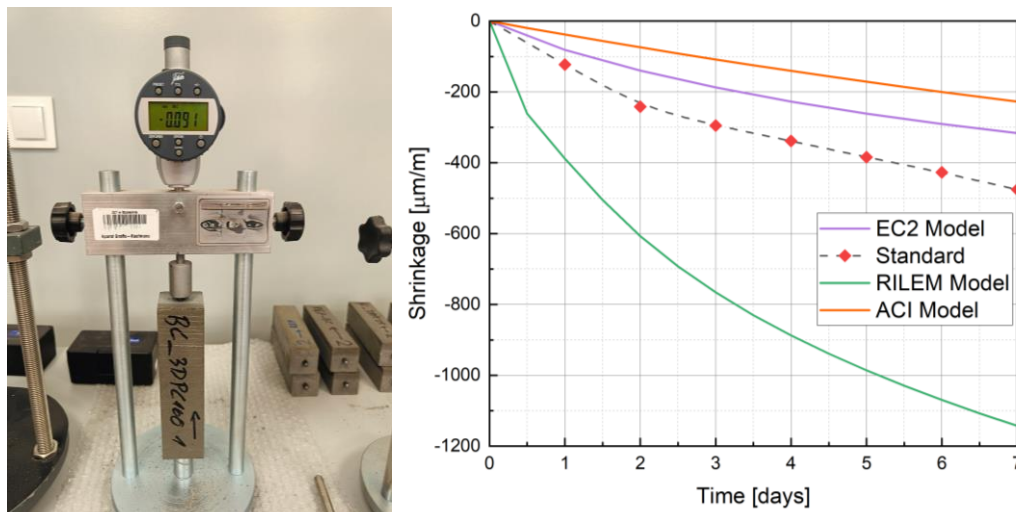 -0.091
BC_3DPC100 1
Shrinkage [μm/m]
0
-200
-400
-600
-800
-1000
-1200
EC2 Model
Standard
RILEM Model
ACI Model
0 1 2 3 4 5 6 7
Time [days]